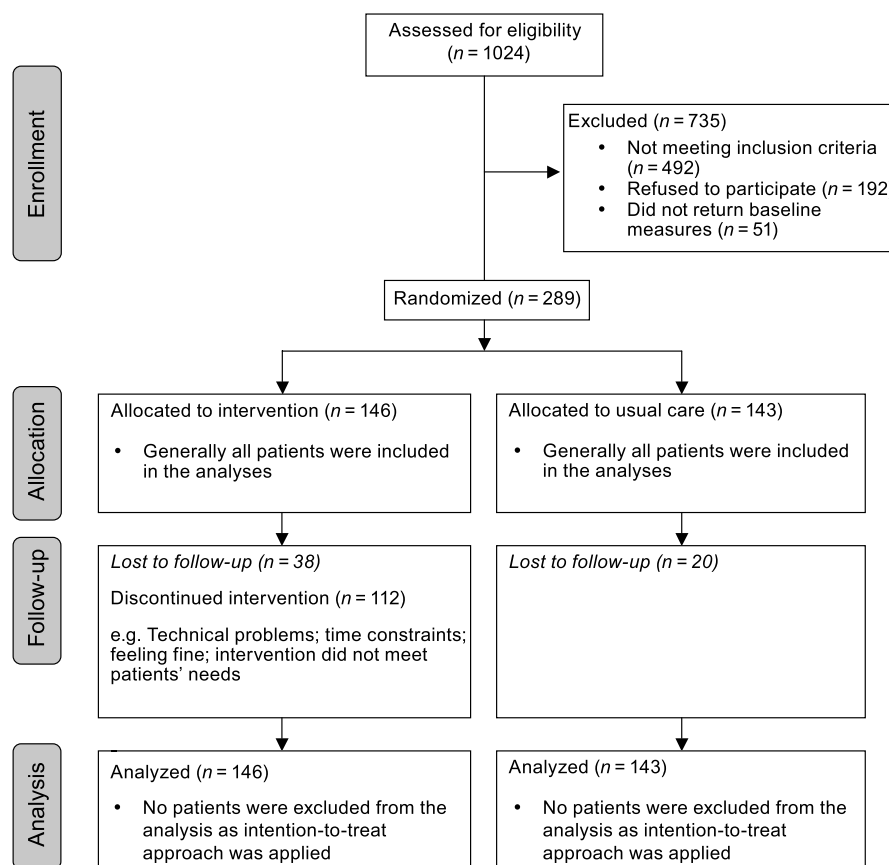 Assessed for eligibility
(n = 1024)
Enrollment
Excluded (n = 735)
• Not meeting inclusion criteria
(n = 492)
• Refused to participate (n = 192
• Did not return baseline
measures (n = 51)
Randomized (n = 289)
Allocation
Allocated to intervention (n = 146)
• Generally all patients were included
in the analyses
Allocated to usual care (n = 143)
• Generally all patients were included
in the analyses
Follow-up
Lost to follow-up (n = 38)
Discontinued intervention (n = 112)
e.g. Technical problems; time constraints;
feeling fine; intervention did not meet
patients’ needs
Lost to follow-up (n = 20)
Analysis
Analyzed (n = 146)
• No patients were excluded from the
analysis as intention-to-treat
approach was applied
Analyzed (n = 143)
• No patients were excluded from the
analysis as intention-to-treat
approach was applied